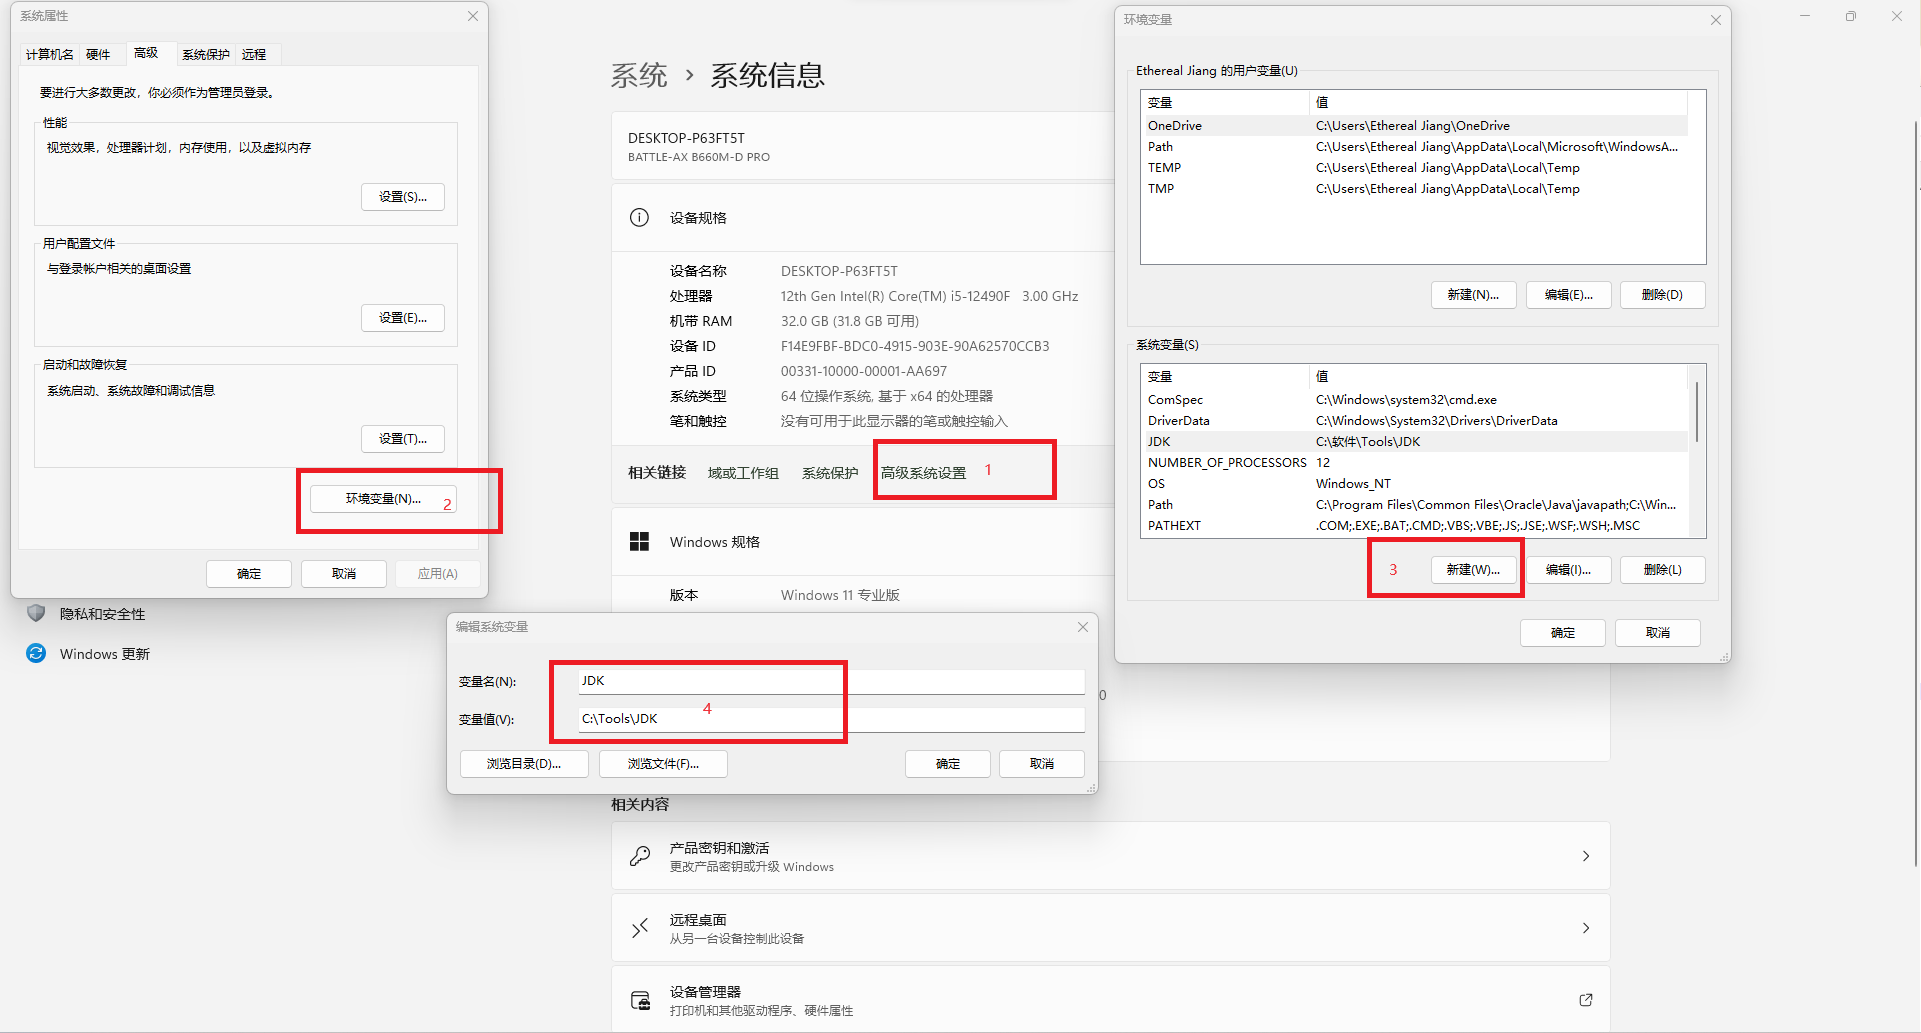 系统属性
计算机名 硬件 高级 系统保护 远程
要进行大多数更改，你必须作为管理员登录。
性能
视觉效果，处理器计划，内存使用，以及虚拟内存
设置(S)...
用户配置文件
与登录帐户相关的桌面设置
设置(E)...
启动和故障恢复
系统启动、系统故障和调试信息
设置(T)...
环境变量(N)... 2
确定 取消 应用(A)
隐私和安全性
Windows 更新
系统 › 系统信息
DESKTOP-P63FT5T
BATTLE-AX B660M-D PRO
设备规格
设备名称 DESKTOP-P63FT5T
处理器 12th Gen Intel(R) Core(TM) i5-12490F 3.00 GHz
机带 RAM 32.0 GB (31.8 GB 可用)
设备 ID F14E9FBF-BDC0-4915-903E-90A62570CCB3
产品 ID 00331-10000-00001-AA697
系统类型 64 位操作系统, 基于 x64 的处理器
笔和触控 没有可用于此显示器的笔或触控输入
相关链接 域或工作组 系统保护 高级系统设置 1
Windows 规格
版本 Windows 11 专业版
0
编辑系统变量
变量名(N): JDK
4
变量值(V): C:\Tools\JDK
浏览目录(D)... 浏览文件(F)... 确定 取消
相关内容
产品密钥和激活
更改产品密钥或升级 Windows
远程桌面
从另一台设备控制此设备
设备管理器
打印机和其他驱动程序、硬件属性
环境变量
Ethereal Jiang 的用户变量(U)
变量 值
OneDrive C:\Users\Ethereal Jiang\OneDrive
Path C:\Users\Ethereal Jiang\AppData\Local\Microsoft\WindowsA...
TEMP C:\Users\Ethereal Jiang\AppData\Local\Temp
TMP C:\Users\Ethereal Jiang\AppData\Local\Temp
新建(N)... 编辑(E)... 删除(D)
系统变量(S)
变量 值
ComSpec C:\Windows\system32\cmd.exe
DriverData C:\Windows\System32\Drivers\DriverData
JDK C:\软件\Tools\JDK
NUMBER_OF_PROCESSORS 12
OS Windows_NT
Path C:\Program Files\Common Files\Oracle\Java\javapath;C:\Win...
PATHEXT .COM;.EXE;.BAT;.CMD;.VBS;.VBE;.JS;.JSE;.WSF;.WSH;.MSC
3 新建(W)... 编辑(I)... 删除(L)
确定 取消